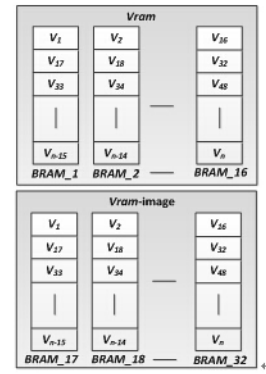 Vram
V1 V2 V16
V17 V18 V32
V33 V34 V48
Vn-15 Vn-14 Vn
BRAM_1 BRAM_2 BRAM_16
Vram-image
V1 V2 V16
V17 V18 V32
V33 V34 V48
Vn-15 Vn-14 Vn
BRAM_17 BRAM_18 BRAM_32